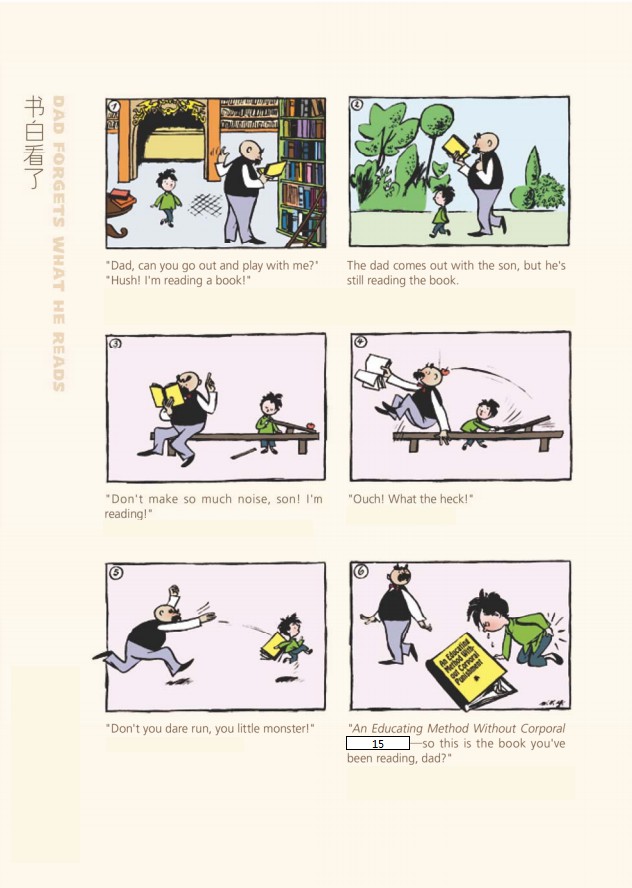 书白看了
DAD FORGETS WHAT HE READS
1
2
"Dad, can you go out and play with me?"
"Hush! I'm reading a book!"
The dad comes out with the son, but he's
still reading the book.
3
4
"Don't make so much noise, son! I'm
reading!"
"Ouch! What the heck!"
5
6
An Educating
Method With-
out Corporal
Punishment
"Don't you dare run, you little monster!"
"An Educating Method Without Corporal
15 —so this is the book you've
been reading, dad?"